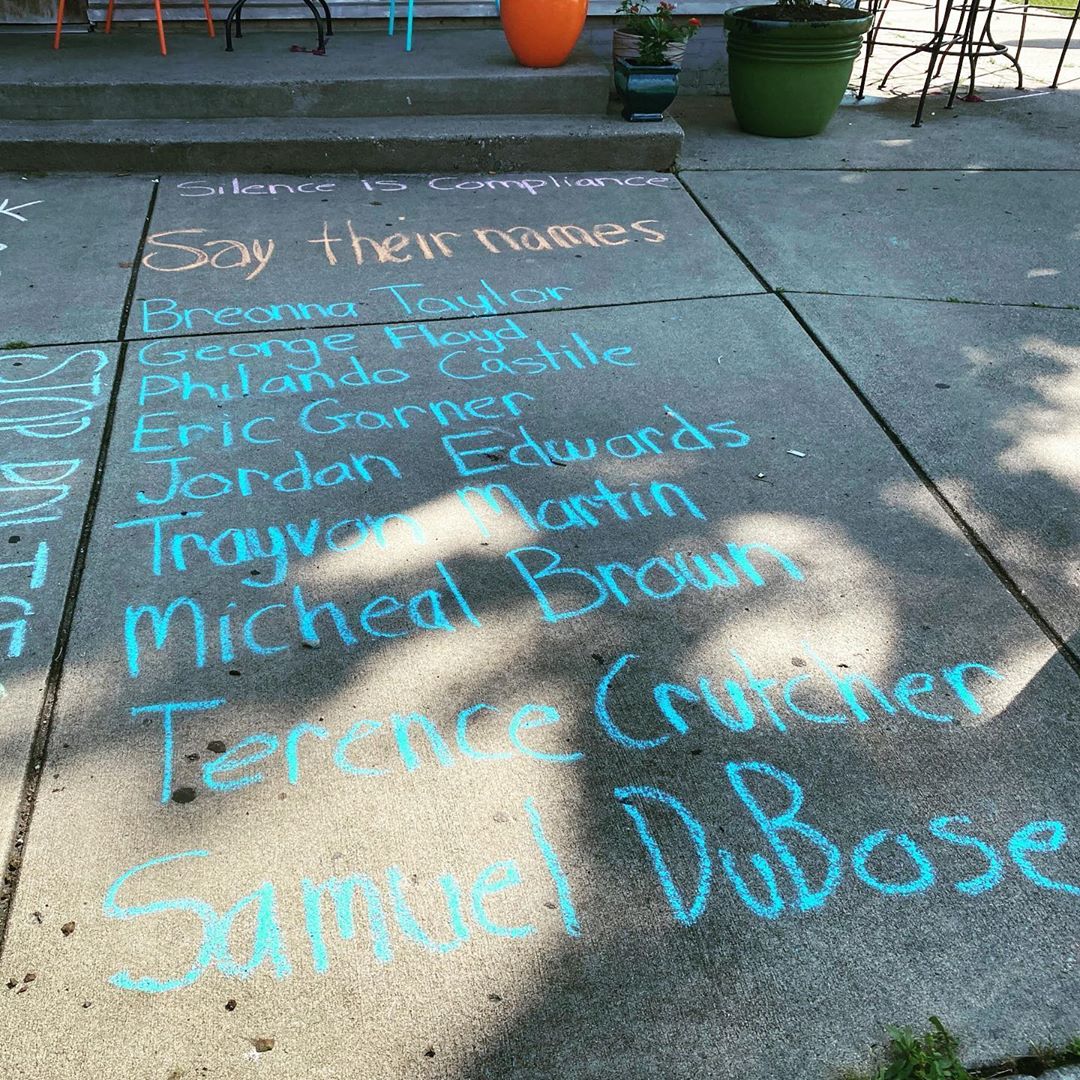 Silence is Compliance
Say their names
Breonna Taylor
George Floyd
Philando Castile
Eric Garner
Jordan Edwards
Trayvon Martin
Micheal Brown
Terence Crutcher
Samuel DuBose
STOP